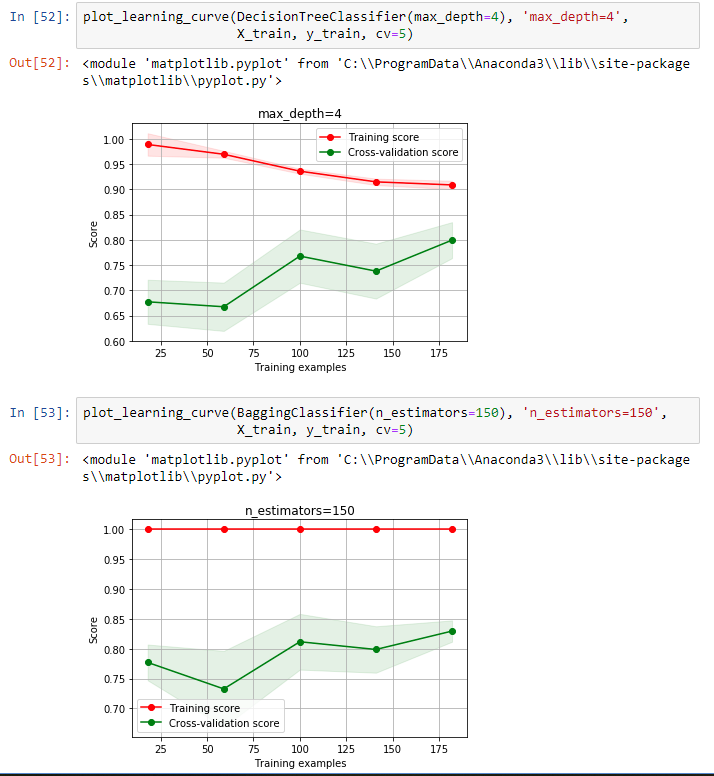 In [52]: plot_learning_curve(DecisionTreeClassifier(max_depth=4), 'max_depth=4',
X_train, y_train, cv=5)
Out[52]: <module 'matplotlib.pyplot' from 'C:\\ProgramData\\Anaconda3\\lib\\site-package
s\\matplotlib\\pyplot.py'>
max_depth=4
Training score
Cross-validation score
1.00
0.95
0.90
0.85
0.80
0.75
0.70
0.65
0.60
Score
25 50 75 100 125 150 175
Training examples
In [53]: plot_learning_curve(BaggingClassifier(n_estimators=150), 'n_estimators=150',
X_train, y_train, cv=5)
Out[53]: <module 'matplotlib.pyplot' from 'C:\\ProgramData\\Anaconda3\\lib\\site-package
s\\matplotlib\\pyplot.py'>
n_estimators=150
1.00
0.95
0.90
0.85
0.80
0.75
0.70
Score
Training score
Cross-validation score
25 50 75 100 125 150 175
Training examples